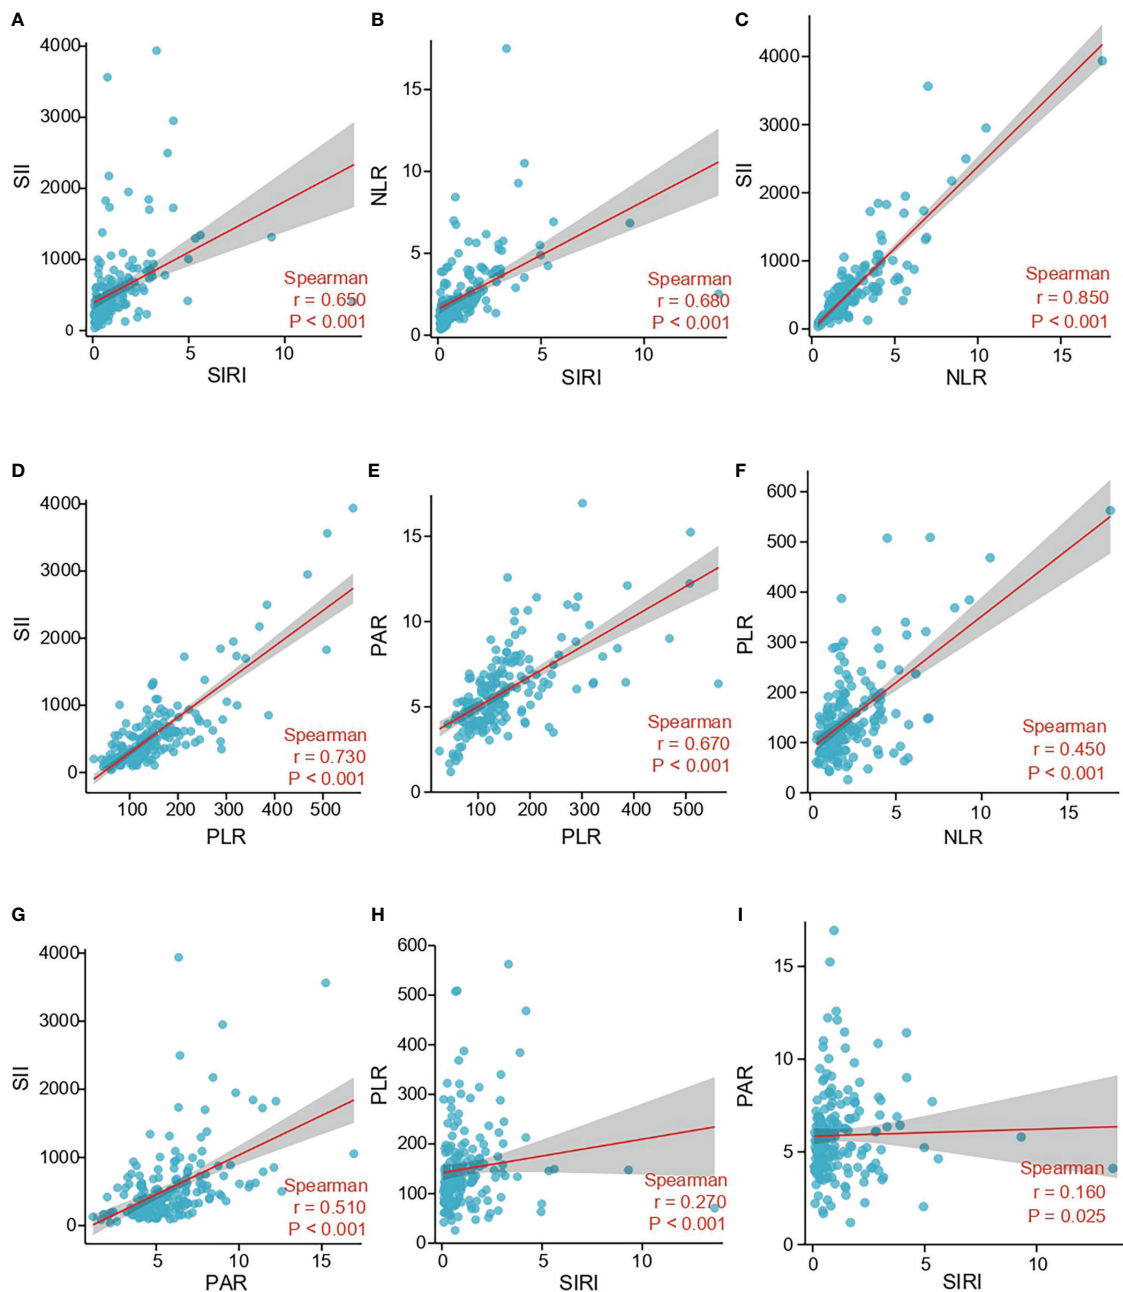 A
SII
4000
3000
2000
1000
0
Spearman
r = 0.650
P < 0.001
0
5
10
SIRI
B
NLR
15
10
5
0
Spearman
r = 0.680
P < 0.001
0
5
10
SIRI
C
SII
4000
3000
2000
1000
0
Spearman
r = 0.850
P < 0.001
0
5
10
15
NLR
D
SII
4000
3000
2000
1000
0
Spearman
r = 0.730
P < 0.001
100
200
300
400
500
PLR
E
PAR
15
10
5
0
Spearman
r = 0.670
P < 0.001
100
200
300
400
500
PLR
F
PLR
600
500
400
300
200
100
0
Spearman
r = 0.450
P < 0.001
0
5
10
15
NLR
G
SII
4000
3000
2000
1000
0
Spearman
r = 0.510
P < 0.001
5
10
15
PAR
H
PLR
600
500
400
300
200
100
0
Spearman
r = 0.270
P < 0.001
0
5
10
SIRI
I
PAR
15
10
5
0
Spearman
r = 0.160
P = 0.025
0
5
10
SIRI